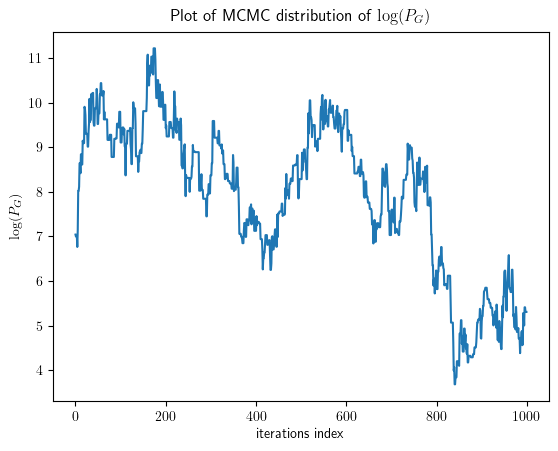 Plot of MCMC distribution of log(P_G)
log(P_G)
11
10
9
8
7
6
5
4
0 200 400 600 800 1000
iterations index